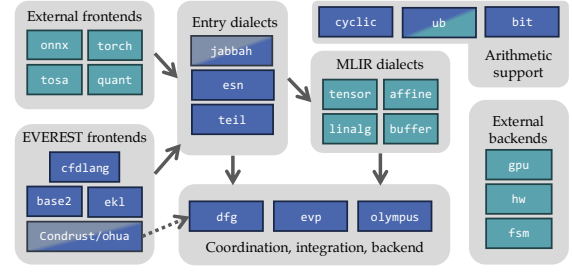 External frontends
onnx torch
tosa quant
EVEREST frontends
cfdlang
base2 ekl
Condrust/ohua
Entry dialects
jabbah
esn
teil
MLIR dialects
tensor affine
linalg buffer
dfg evp olympus
Coordination, integration, backend
cyclic ub bit
Arithmetic
support
External
backends
gpu
hw
fsm